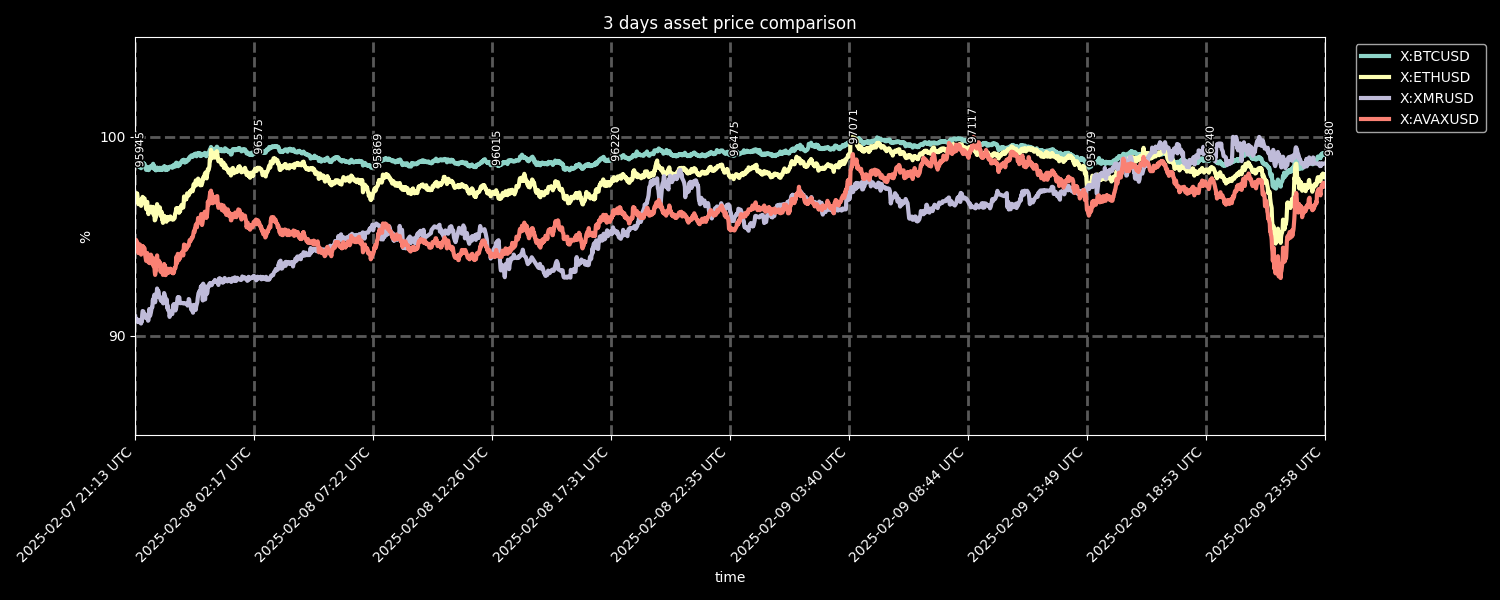 3 days asset price comparison
X:BTCUSD
X:ETHUSD
X:XMRUSD
X:AVAXUSD
100
90
%
95945
96575
95869
96015
96220
96475
97071
97117
95979
96240
96480
2025-02-07 21:13 UTC
2025-02-08 02:17 UTC
2025-02-08 07:22 UTC
2025-02-08 12:26 UTC
2025-02-08 17:31 UTC
2025-02-08 22:35 UTC
2025-02-09 03:40 UTC
2025-02-09 08:44 UTC
2025-02-09 13:49 UTC
2025-02-09 18:53 UTC
2025-02-09 23:58 UTC
time